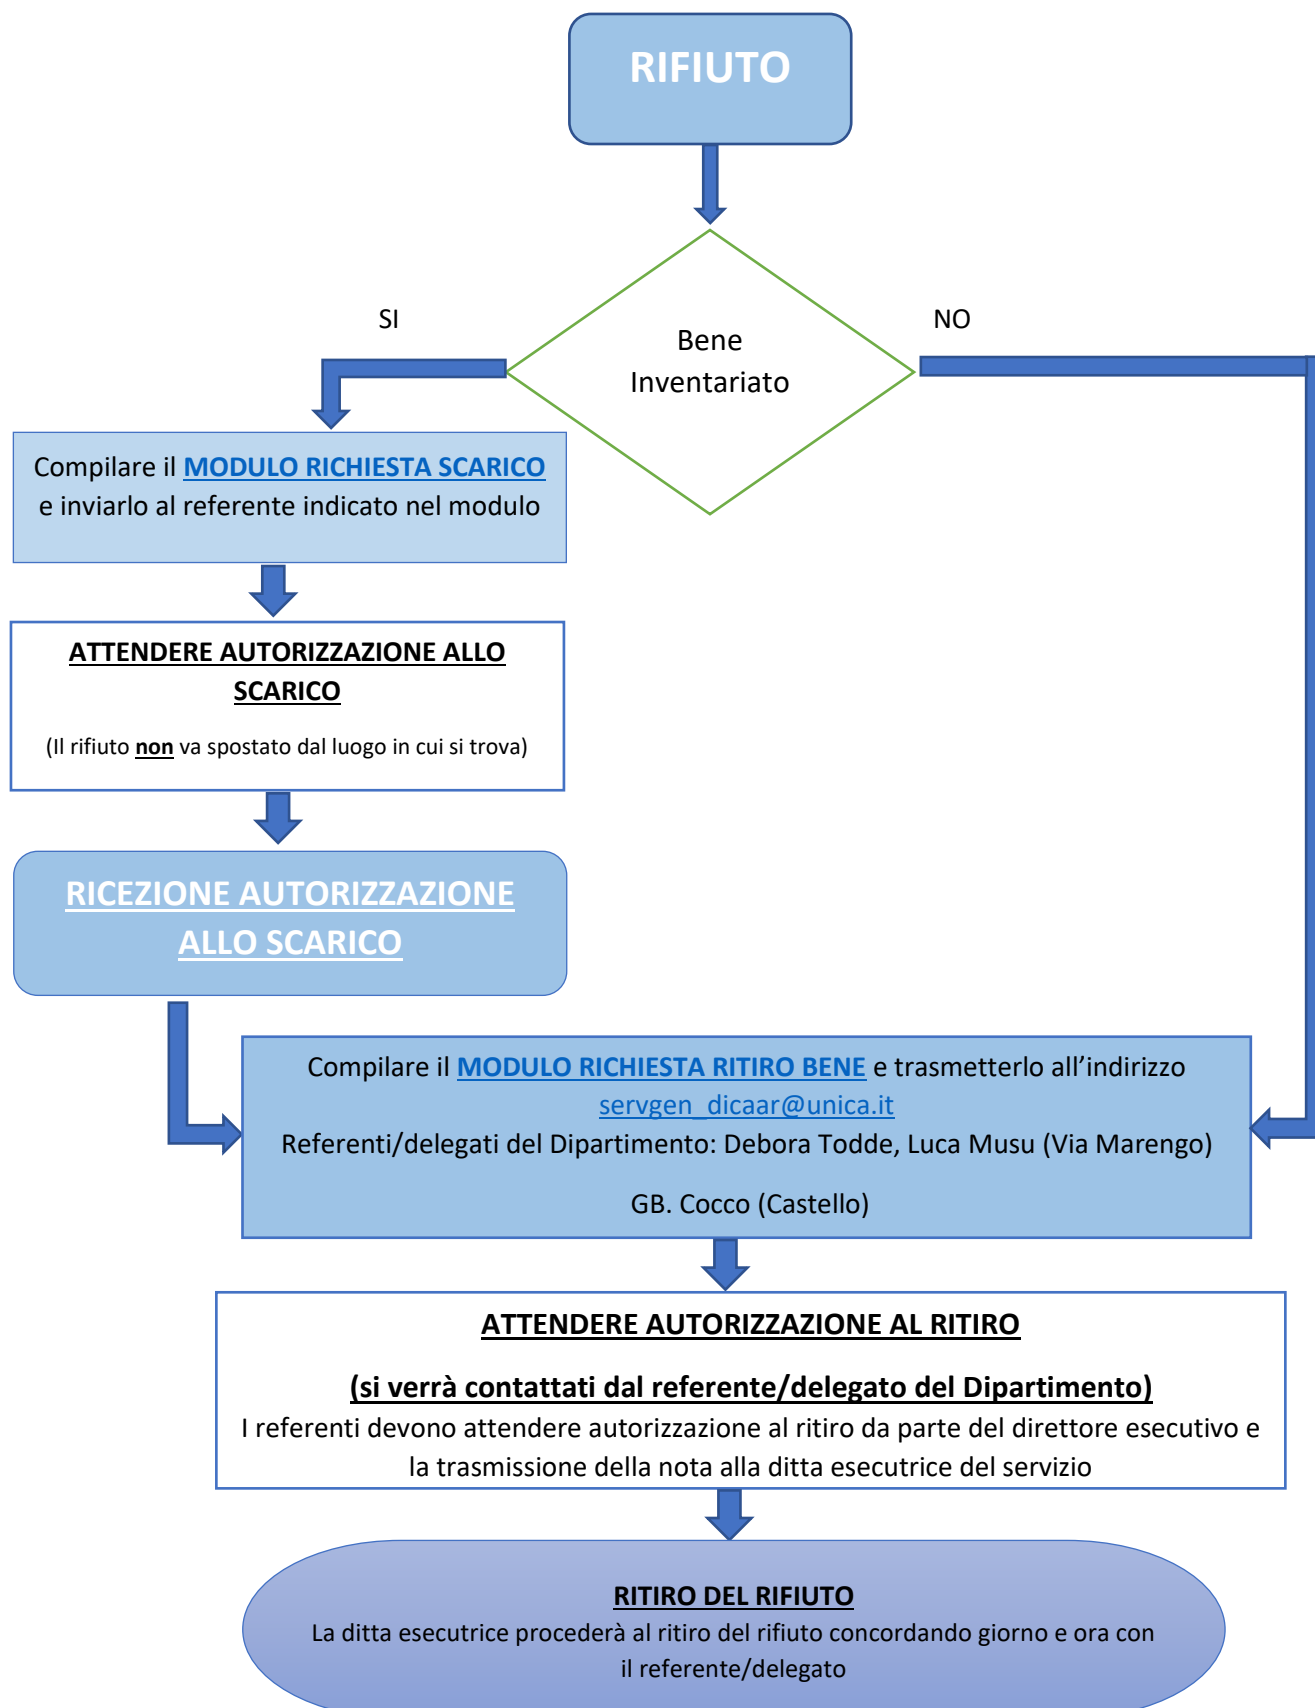 RIFIUTO
SI
NO
Bene
Inventariato
Compilare il MODULO RICHIESTA SCARICO
e inviarlo al referente indicato nel modulo
ATTENDERE AUTORIZZAZIONE ALLO
SCARICO
(Il rifiuto non va spostato dal luogo in cui si trova)
RICEZIONE AUTORIZZAZIONE
ALLO SCARICO
Compilare il MODULO RICHIESTA RITIRO BENE e trasmetterlo all’indirizzo
servgen_dicaar@unica.it
Referenti/delegati del Dipartimento: Debora Todde, Luca Musu (Via Marengo)
GB. Cocco (Castello)
ATTENDERE AUTORIZZAZIONE AL RITIRO
(si verrà contattati dal referente/delegato del Dipartimento)
I referenti devono attendere autorizzazione al ritiro da parte del direttore esecutivo e
la trasmissione della nota alla ditta esecutrice del servizio
RITIRO DEL RIFIUTO
La ditta esecutrice procederà al ritiro del rifiuto concordando giorno e ora con
il referente/delegato